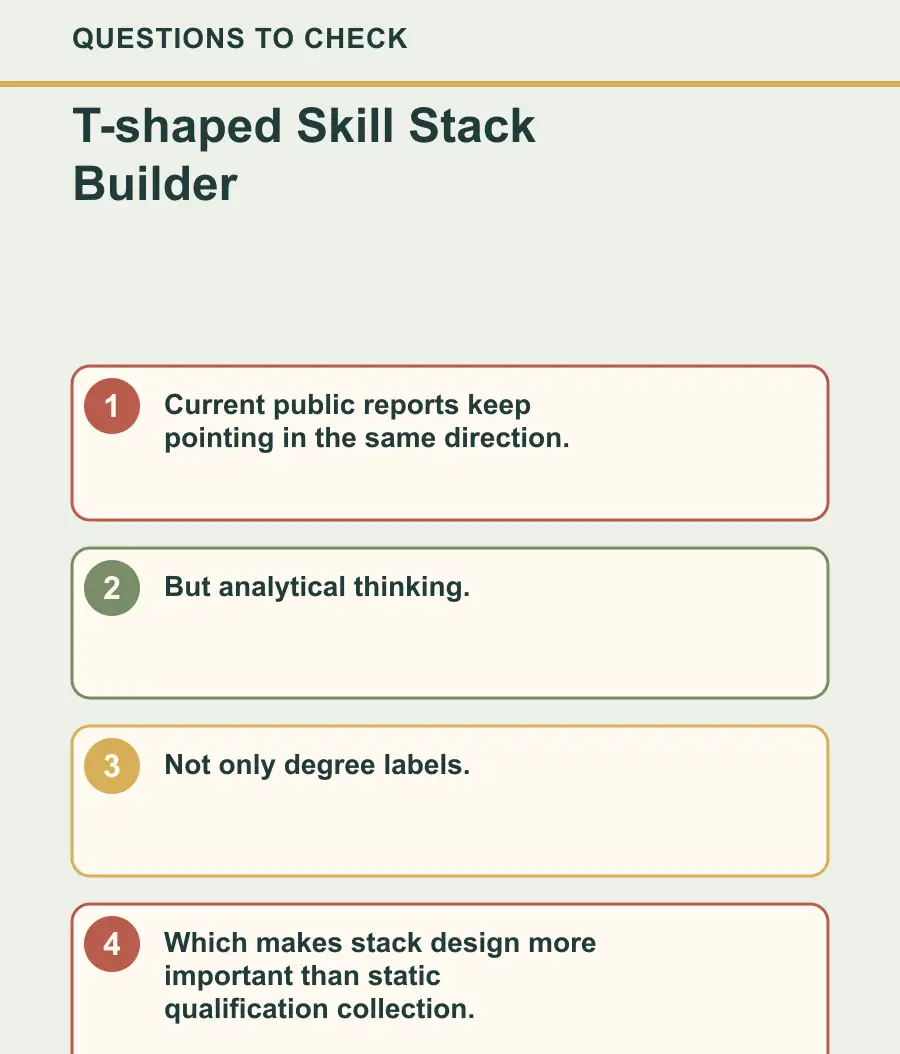 QUESTIONS TO CHECK
T-shaped Skill Stack
Builder
1
Current public reports keep
pointing in the same direction.
2
But analytical thinking.
3
Not only degree labels.
4
Which makes stack design more
important than static
qualification collection.